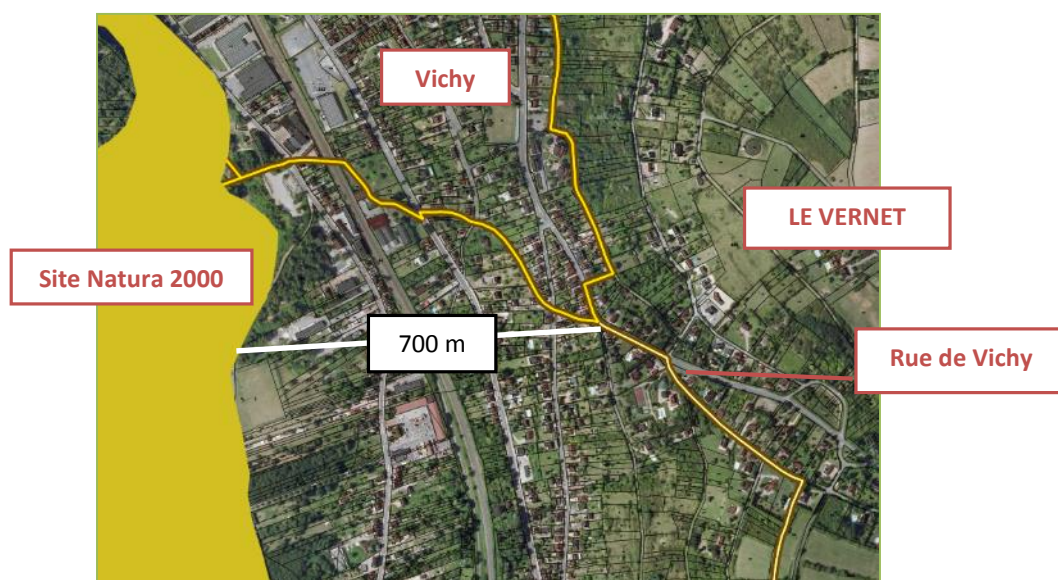 Vichy
LE VERNET
Site Natura 2000
700 m
Rue de Vichy